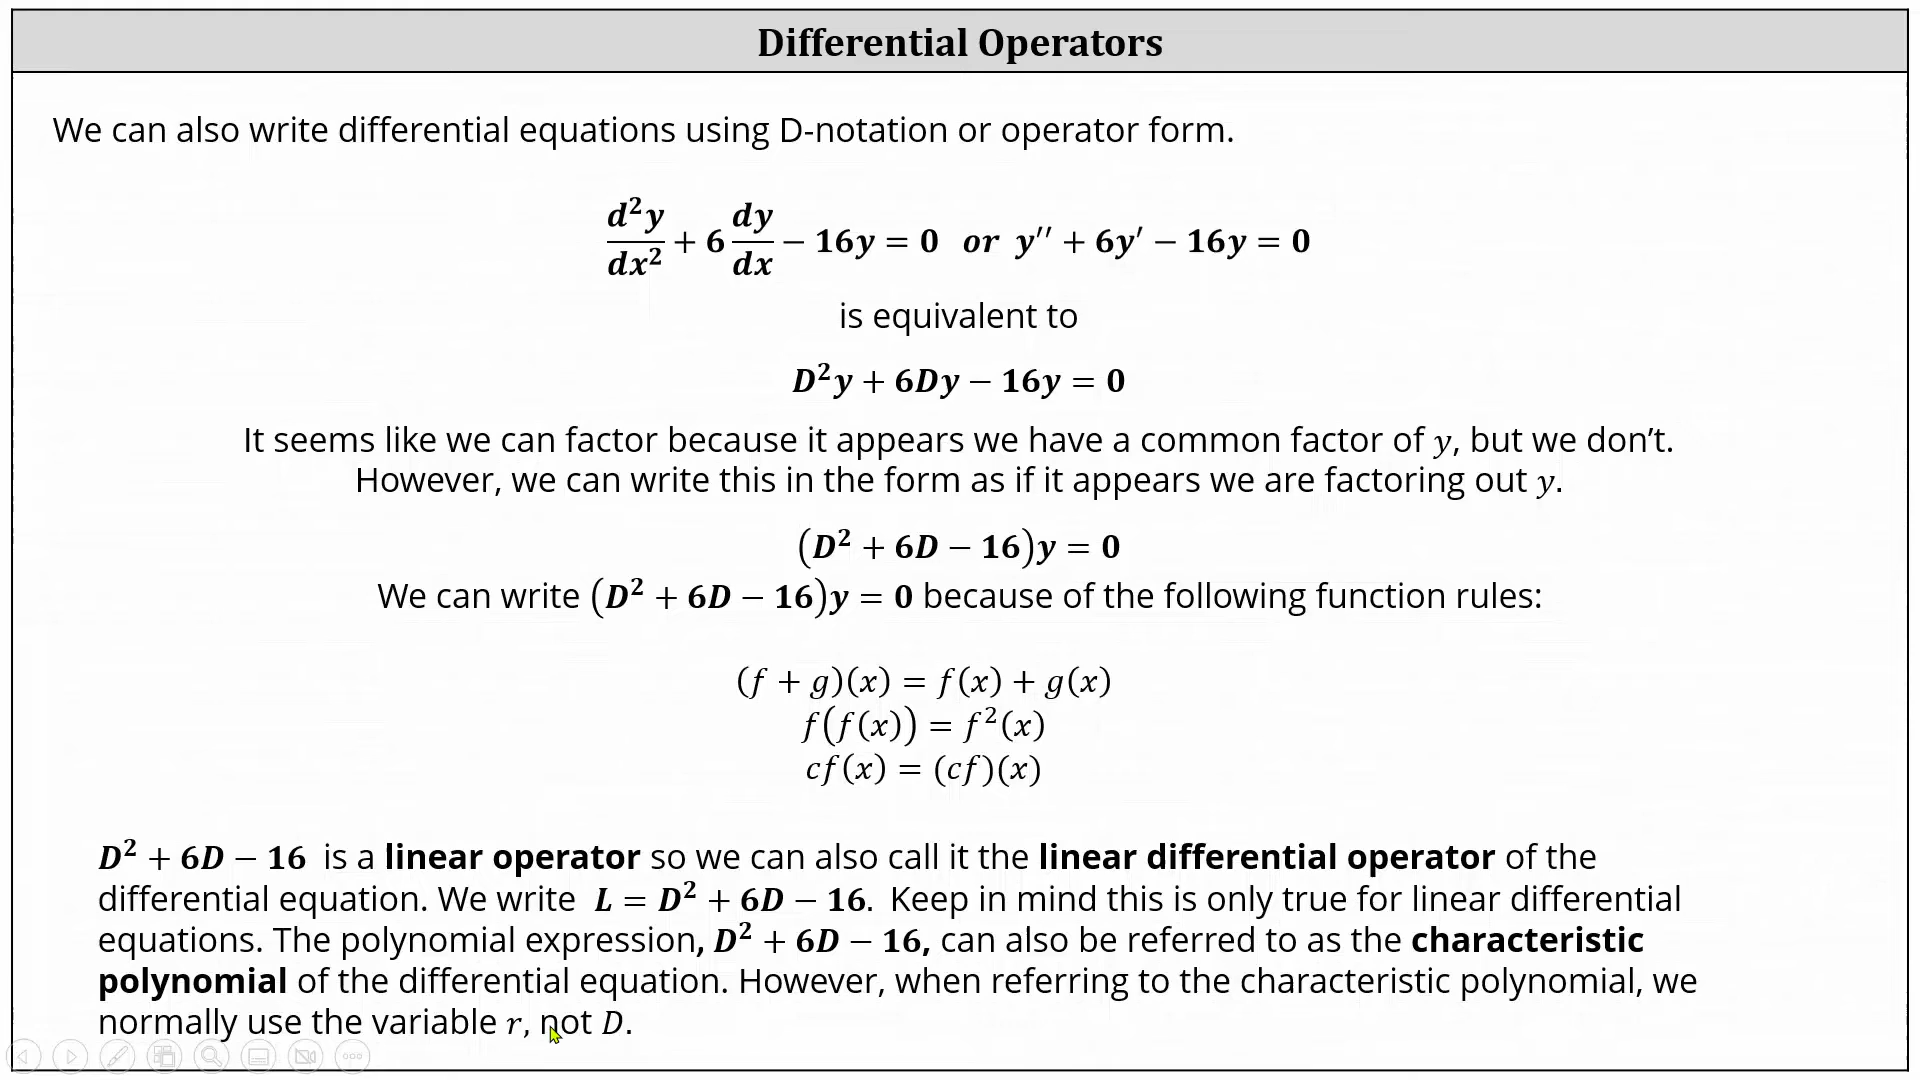 Differential Operators
We can also write differential equations using D-notation or operator form.
d²y/dx² + 6 dy/dx − 16y = 0 or y′′ + 6y′ − 16y = 0
is equivalent to
D²y + 6Dy − 16y = 0
It seems like we can factor because it appears we have a common factor of y, but we don’t.
However, we can write this in the form as if it appears we are factoring out y.
(D² + 6D − 16)y = 0
We can write (D² + 6D − 16)y = 0 because of the following function rules:
(f + g)(x) = f(x) + g(x)
f(f(x)) = f²(x)
cf(x) = (cf)(x)
D² + 6D − 16 is a linear operator so we can also call it the linear differential operator of the
differential equation. We write L = D² + 6D − 16. Keep in mind this is only true for linear differential
equations. The polynomial expression, D² + 6D − 16, can also be referred to as the characteristic
polynomial of the differential equation. However, when referring to the characteristic polynomial, we
normally use the variable r, not D.